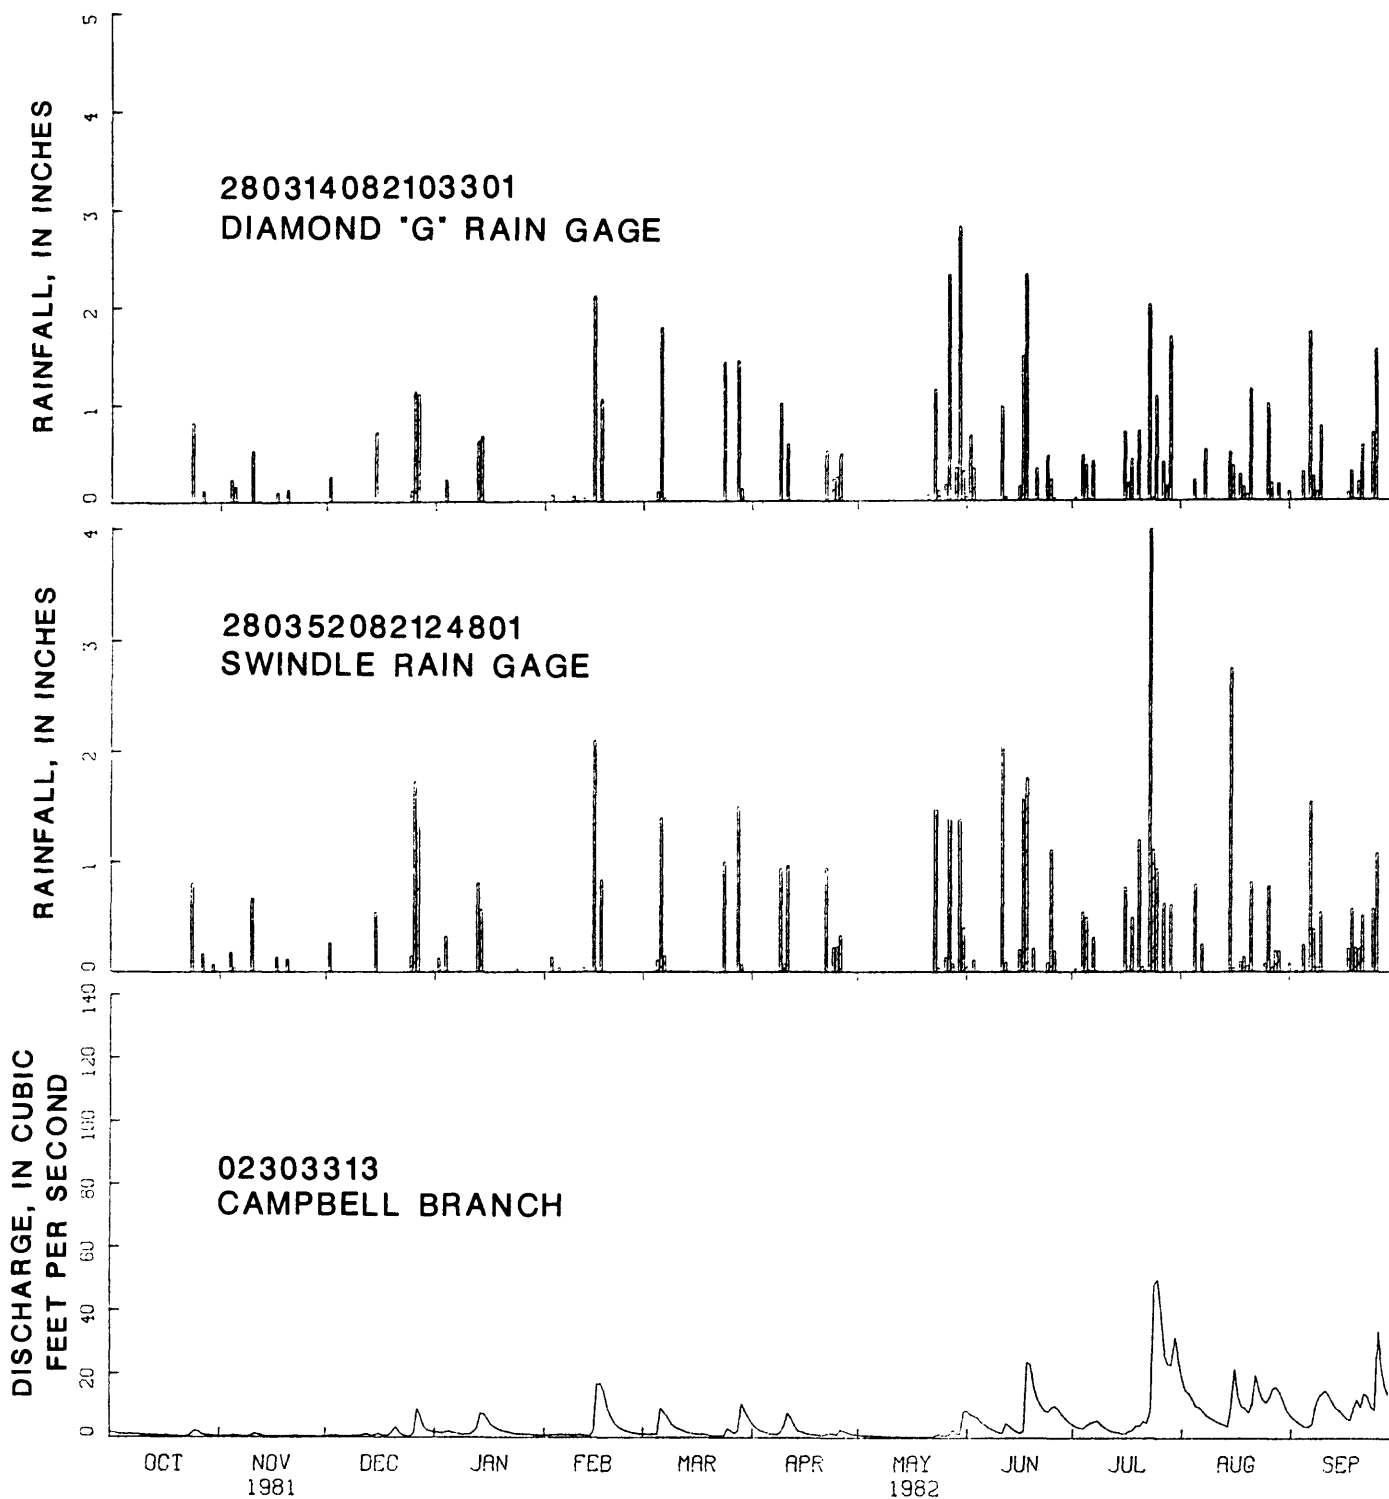 RAINFALL, IN INCHES
5
4
3
2
1
0
280314082103301
DIAMOND "G" RAIN GAGE
RAINFALL, IN INCHES
4
3
2
1
0
280352082124801
SWINDLE RAIN GAGE
DISCHARGE, IN CUBIC
FEET PER SECOND
140
120
100
80
60
40
20
0
02303313
CAMPBELL BRANCH
OCT NOV DEC JAN FEB MAR APR MAY JUN JUL AUG SEP
1981 1982